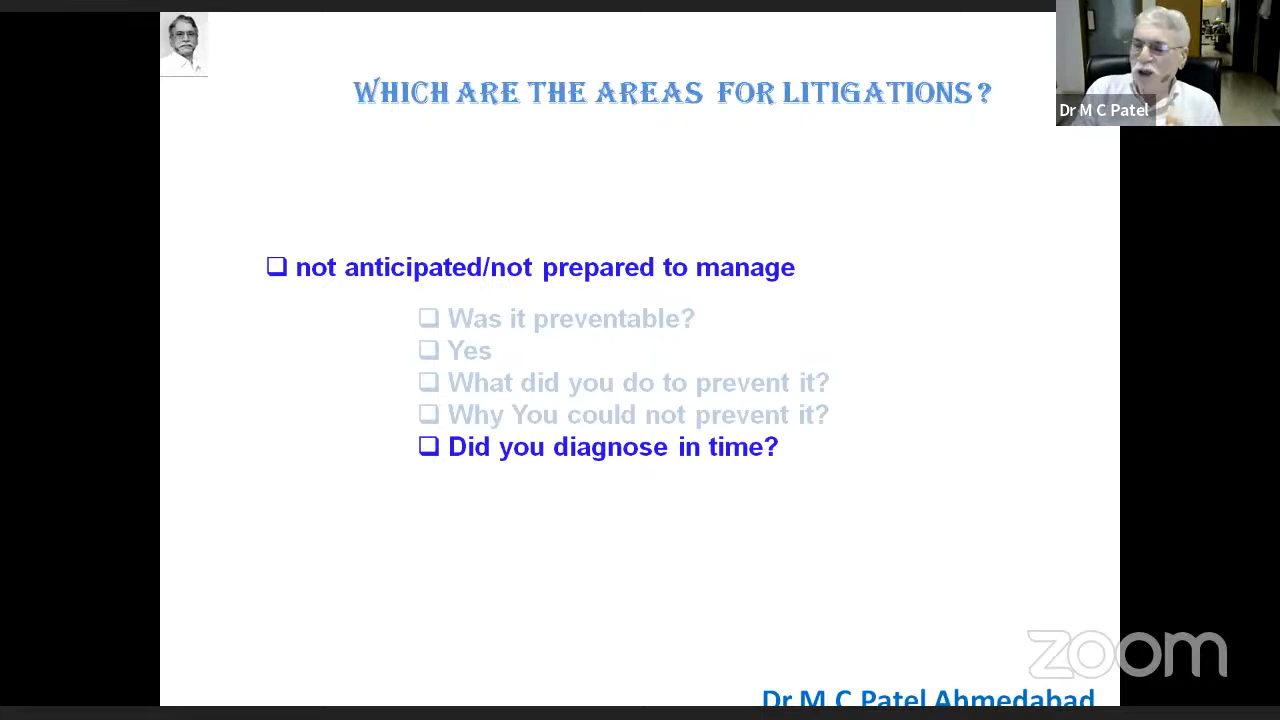 WHICH ARE THE AREAS FOR LITIGATIONS?
Dr M C Patel
❑ not anticipated/not prepared to manage
❑ Was it preventable?
❑ Yes
❑ What did you do to prevent it?
❑ Why You could not prevent it?
❑ Did you diagnose in time?
zoom
Dr M C Patel Ahmedabad